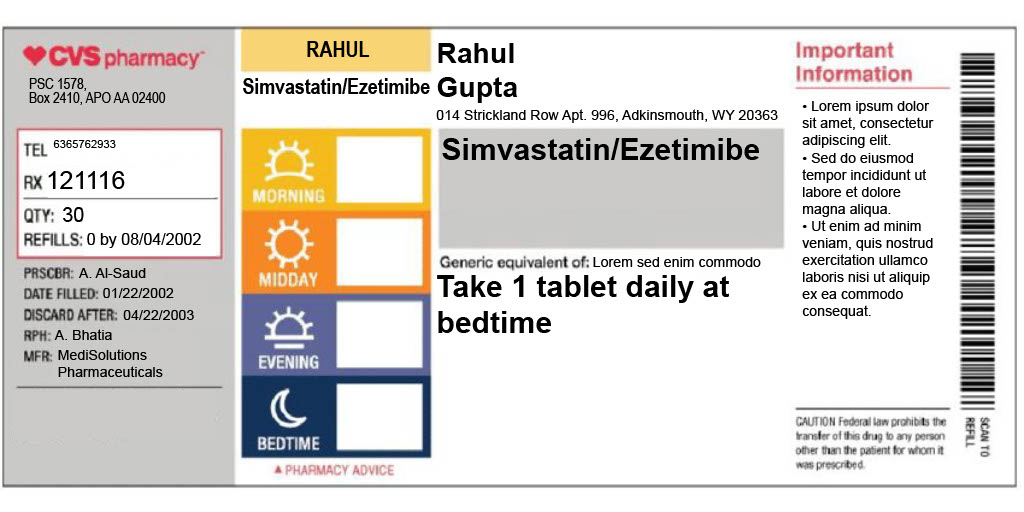 CVS pharmacy
PSC 1578,
Box 2410, APO AA 02400
TEL 6365762933
RX 121116
QTY: 30
REFILLS: 0 by 08/04/2002
PRSCBR: A. Al-Saud
DATE FILLED: 01/22/2002
DISCARD AFTER: 04/22/2003
RPH: A. Bhatia
MFR: MediSolutions
Pharmaceuticals
RAHUL
Simvastatin/Ezetimibe
MORNING
MIDDAY
EVENING
BEDTIME
▲ PHARMACY ADVICE
Rahul
Gupta
014 Strickland Row Apt. 996, Adkinsmouth, WY 20363
Simvastatin/Ezetimibe
Generic equivalent of: Lorem sed enim commodo
Take 1 tablet daily at
bedtime
Important
Information
• Lorem ipsum dolor
sit amet, consectetur
adipiscing elit.
• Sed do eiusmod
tempor incididunt ut
labore et dolore
magna aliqua.
• Ut enim ad minim
veniam, quis nostrud
exercitation ullamco
laboris nisi ut aliquip
ex ea commodo
consequat.
CAUTION Federal law prohibits the
transfer of this drug to any person
other than the patient for whom it
was prescribed.
SCAN TO
REFILL